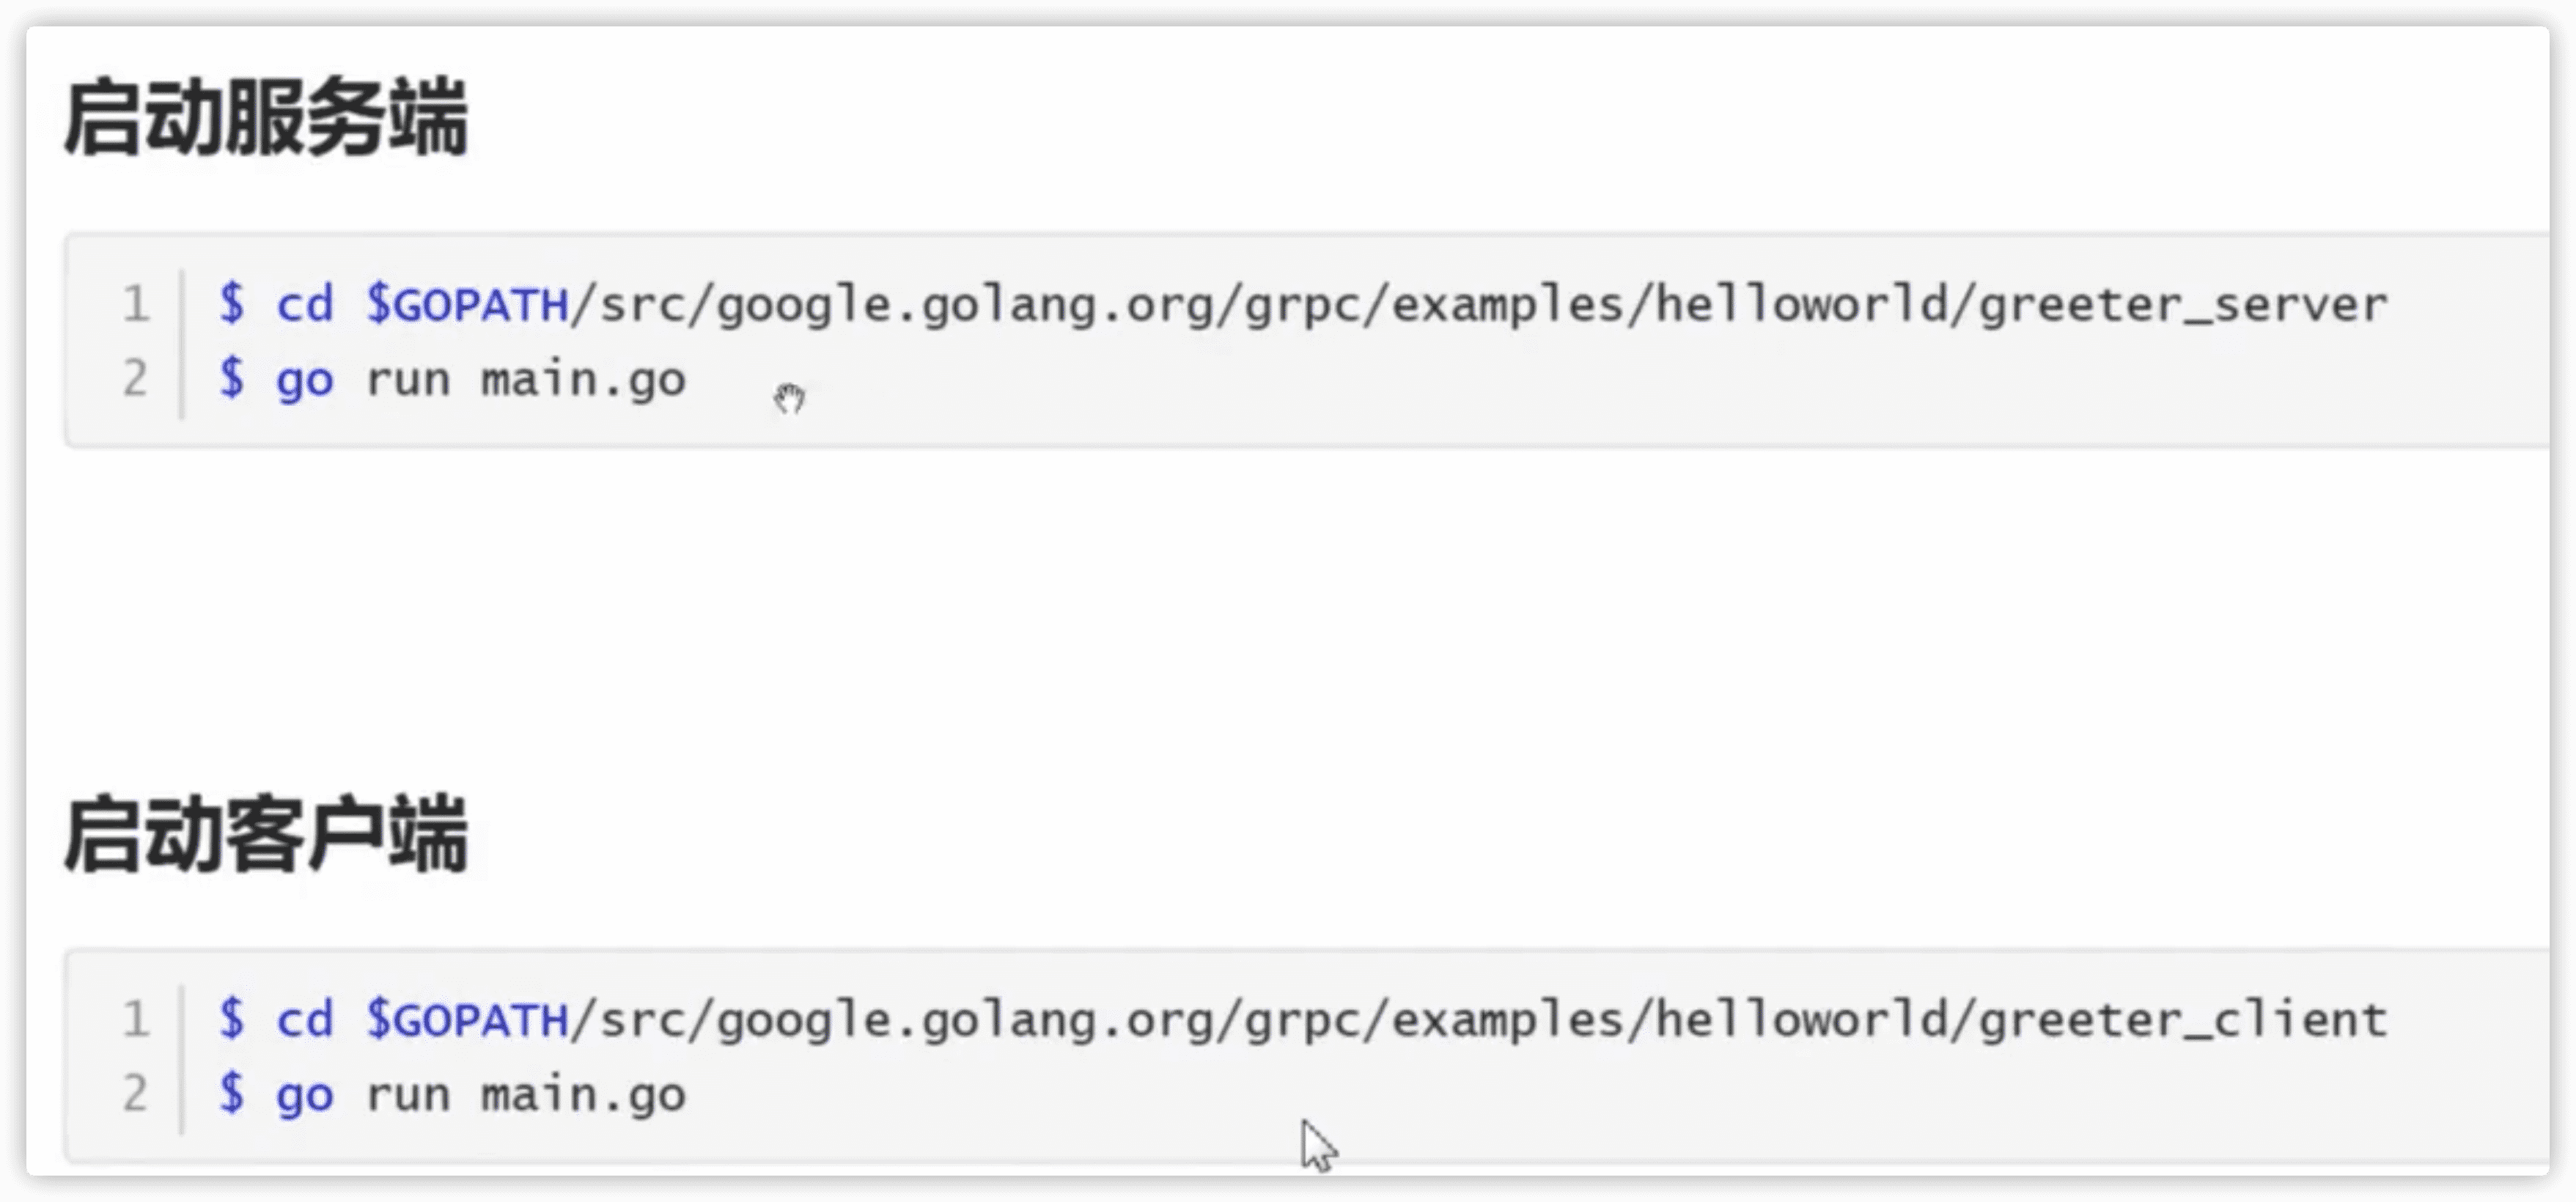 启动服务端
1 $ cd $GOPATH/src/google.golang.org/grpc/examples/helloworld/greeter_server
2 $ go run main.go
启动客户端
1 $ cd $GOPATH/src/google.golang.org/grpc/examples/helloworld/greeter_client
2 $ go run main.go